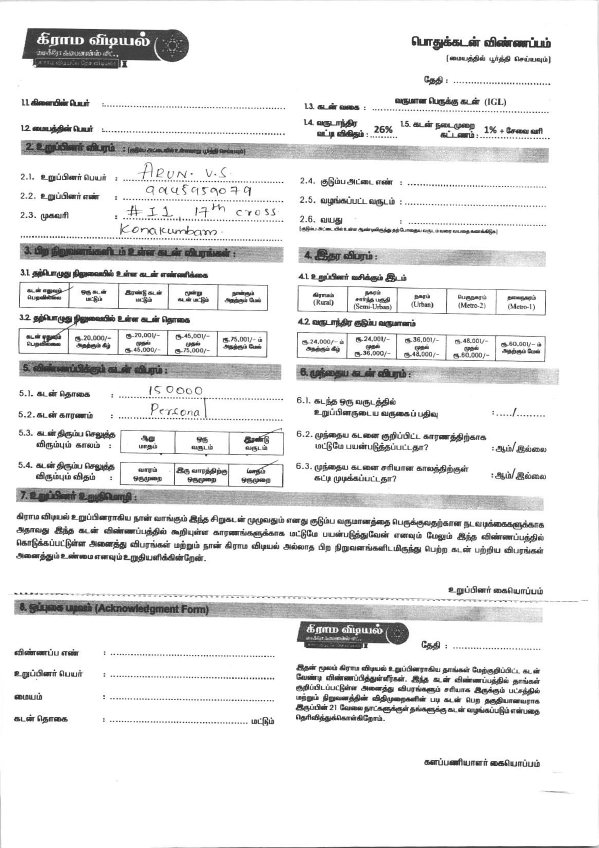 கிராம விடியல்
மைக்ரோ ஃபைனான்ஸ் லிட்.,
பொதுக்கடன் விண்ணப்பம்
(மையத்தில் பூர்த்தி செய்யவும்)
தேதி :
1.1. கிளையின் பெயர் :
1.3. கடன் வகை : வருமான பெருக்கு கடன் (IGL)
1.2. மையத்தின் பெயர் :
1.4. வருடாந்திர வட்டி விகிதம் : 26%
1.5. கடன் நடைமுறை கட்டணம் : 1% + சேவை வரி
2. உறுப்பினர் விபரம் :
2.1. உறுப்பினர் பெயர் : ARUN. V.S
2.2. உறுப்பினர் எண் : 9945959079
2.3. முகவரி : #11, 17th cross
Konakumbam
2.4. குடும்ப அட்டை எண் :
2.5. வழங்கப்பட்ட வருடம் :
2.6. வயது :
3. பிற நிறுவனங்களிடம் உள்ள கடன் விபரங்கள் :
3.1. தற்பொழுது நிலுவையில் உள்ள கடன் எண்ணிக்கை
கடன் எதுவும் பெறவில்லை
ஒரு கடன் மட்டும்
இரண்டு கடன் மட்டும்
மூன்று கடன் மட்டும்
நான்கும் அதற்கும் மேல்
3.2. தற்பொழுது நிலுவையில் உள்ள கடன் தொகை
கடன் எதுவும் பெறவில்லை
ரூ.20,000/- அதற்கும் கீழ்
ரூ.20,001/- முதல் ரூ.45,000/-
ரூ.45,001/- முதல் ரூ.75,000/-
ரூ.75,001/- ம் அதற்கும் மேல்
4. இதர விபரம் :
4.1. உறுப்பினர் வசிக்கும் இடம்
கிராமம் (Rural)
நகரம் சார்ந்த பகுதி (Semi-Urban)
நகரம் (Urban)
பெருநகரம் (Metro-2)
தலைநகரம் (Metro-1)
4.2. வருடாந்திர குடும்ப வருமானம்
ரூ.24,000/- ம் அதற்கும் கீழ்
ரூ.24,001/- முதல் ரூ.36,000/-
ரூ.36,001/- முதல் ரூ.48,000/-
ரூ.48,001/- முதல் ரூ.60,000/-
ரூ.60,001/- ம் அதற்கும் மேல்
5. விண்ணப்பிக்கும் கடன் விபரம் :
5.1. கடன் தொகை : 150000
5.2. கடன் காரணம் : Personal
5.3. கடன் திரும்ப செலுத்த விரும்பும் காலம் :
ஆறு மாதம்
ஒரு வருடம்
இரண்டு வருடம்
5.4. கடன் திரும்ப செலுத்த விரும்பும் விதம் :
வாரம் ஒருமுறை
இரு வாரத்திற்கு ஒருமுறை
மாதம் ஒருமுறை
6. முந்தைய கடன் விபரம் :
6.1. கடந்த ஒரு வருடத்தில்
உறுப்பினருடைய வருகைப் பதிவு : ....../......
6.2. முந்தைய கடனை குறிப்பிட்ட காரணத்திற்காக
மட்டுமே பயன்படுத்தப்பட்டதா? : ஆம்/இல்லை
6.3. முந்தைய கடனை சரியான காலத்திற்குள்
கட்டி முடிக்கப்பட்டதா? : ஆம்/இல்லை
7. உறுப்பினர் உறுதிமொழி :
கிராம விடியல் உறுப்பினராகிய நான் வாங்கும் இந்த சிறுகடன் முழுவதும் எனது குடும்ப வருமானத்தை பெருக்குவதற்கான நடவடிக்கைகளுக்காக
அதாவது இந்த கடன் விண்ணப்பத்தில் கூறியுள்ள காரணங்களுக்காக மட்டுமே பயன்படுத்துவேன் எனவும் மேலும் இந்த விண்ணப்பத்தில்
கொடுக்கப்பட்டுள்ள அனைத்து விபரங்கள் மற்றும் நான் கிராம விடியல் அல்லாத பிற நிறுவனங்களிடமிருந்து பெற்ற கடன் பற்றிய விபரங்கள்
அனைத்தும் உண்மை எனவும் உறுதியளிக்கின்றேன்.
உறுப்பினர் கையொப்பம்
8. ஒப்புகை படிவம் (Acknowledgment Form)
கிராம விடியல்
தேதி :
விண்ணப்ப எண் :
உறுப்பினர் பெயர் :
மையம் :
கடன் தொகை : மட்டும்
இதன் மூலம் கிராம விடியல் உறுப்பினராகிய தாங்கள் மேற்குறிப்பிட்ட கடன்
வேண்டி விண்ணப்பித்துள்ளீர்கள். இந்த கடன் விண்ணப்பத்தில் தாங்கள்
குறிப்பிடப்பட்டுள்ள அனைத்து விபரங்களும் சரியாக இருக்கும் பட்சத்தில்
மற்றும் நிறுவனத்தின் விதிமுறைகளின் படி கடன் பெற தகுதியானவராக
இருப்பின் 21 வேலை நாட்களுக்குள் தங்களுக்கு கடன் வழங்கப்படும் என்பதை
தெரிவித்துக்கொள்கிறோம்.
களப்பணியாளர் கையொப்பம்